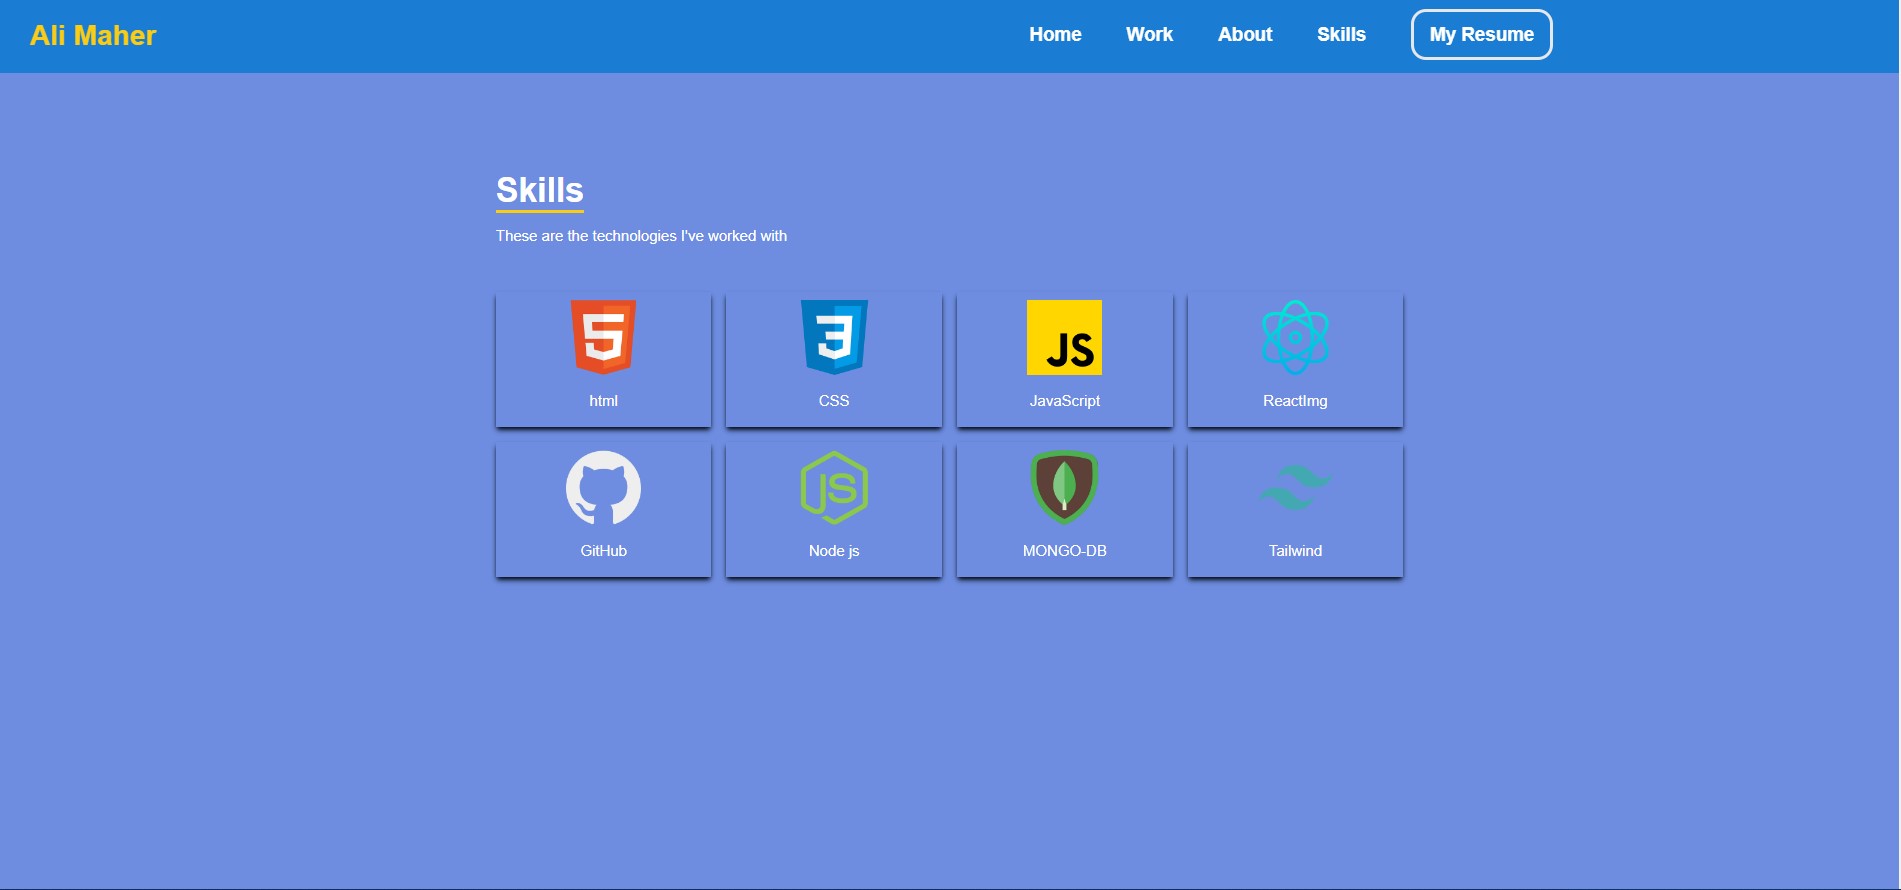 Ali Maher
Home Work About Skills My Resume
Skills
These are the technologies I've worked with
5 3 JS
html CSS JavaScript ReactImg
JS
GitHub Node js MONGO-DB Tailwind